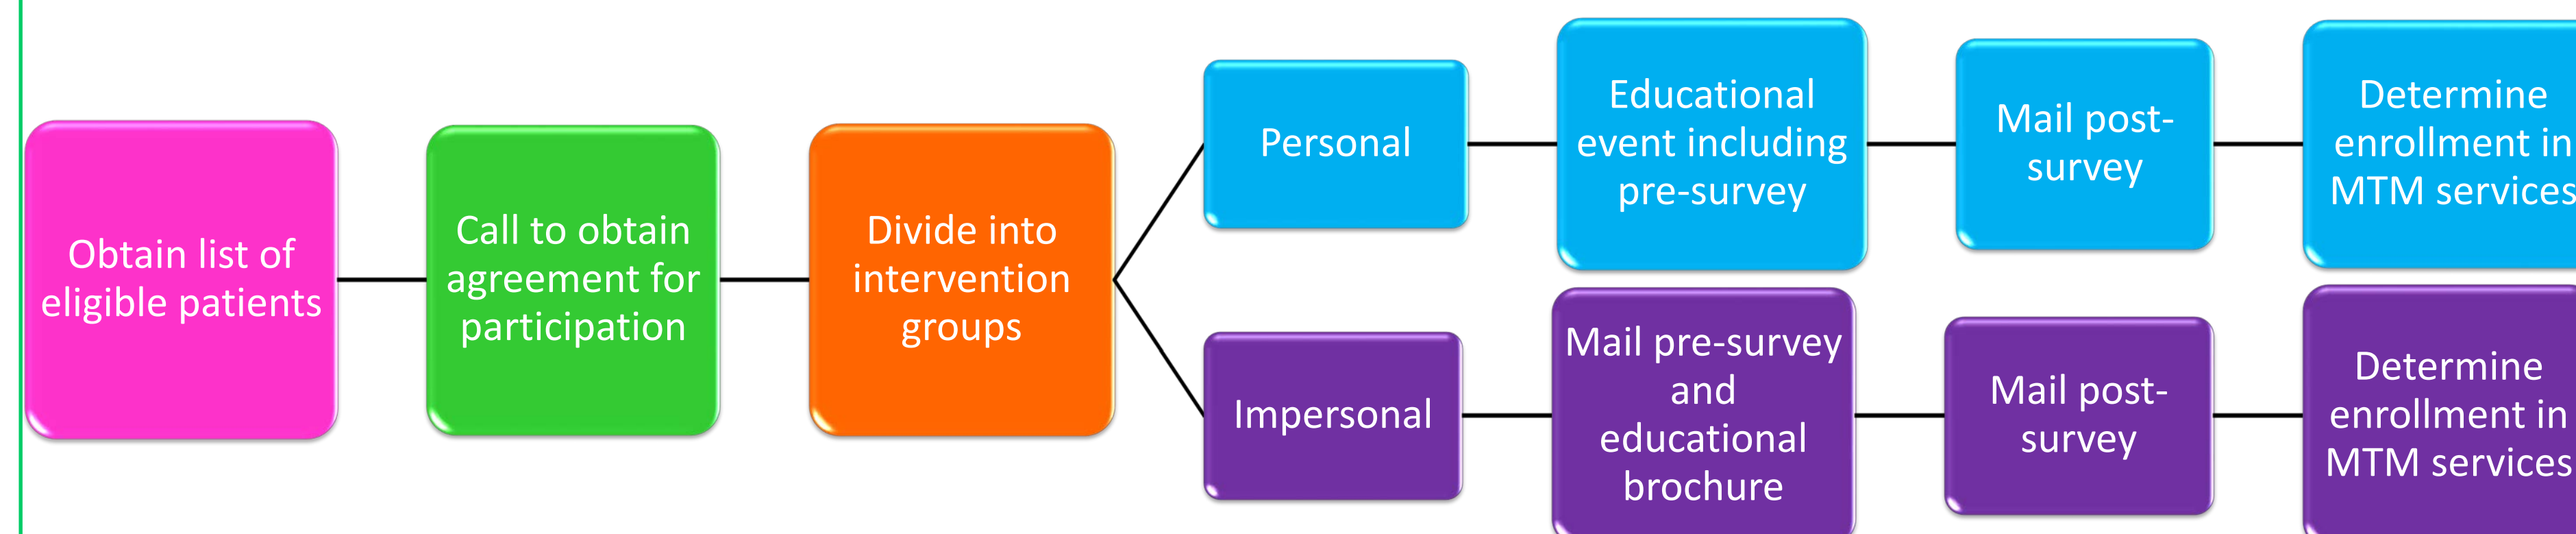 Obtain list of
eligible patients
Call to obtain
agreement for
participation
Divide into
intervention
groups
Personal
Educational
event including
pre-survey
Mail post-
survey
Determine
enrollment in
MTM services
Impersonal
Mail pre-survey
and
educational
brochure
Mail post-
survey
Determine
enrollment in
MTM services